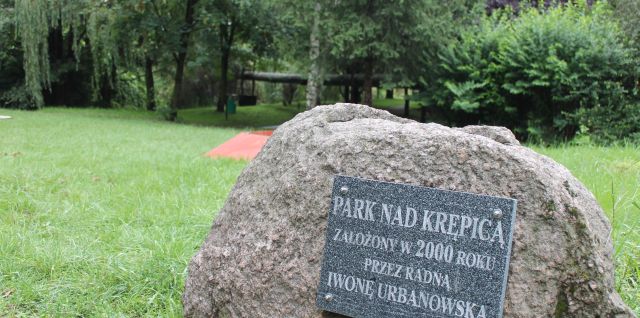 PARK NAD KRĘPICĄ
ZAŁOŻONY W 2000 ROKU
PRZEZ RADNĄ
IWONĘ URBANOWSKĄ